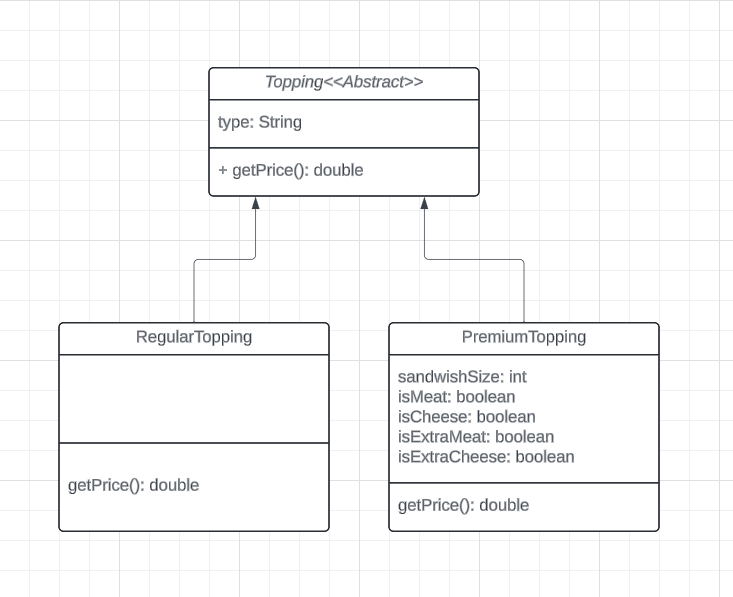 Topping<<Abstract>>
type: String
+ getPrice(): double
RegularTopping
getPrice(): double
PremiumTopping
sandwishSize: int
isMeat: boolean
isCheese: boolean
isExtraMeat: boolean
isExtraCheese: boolean
getPrice(): double